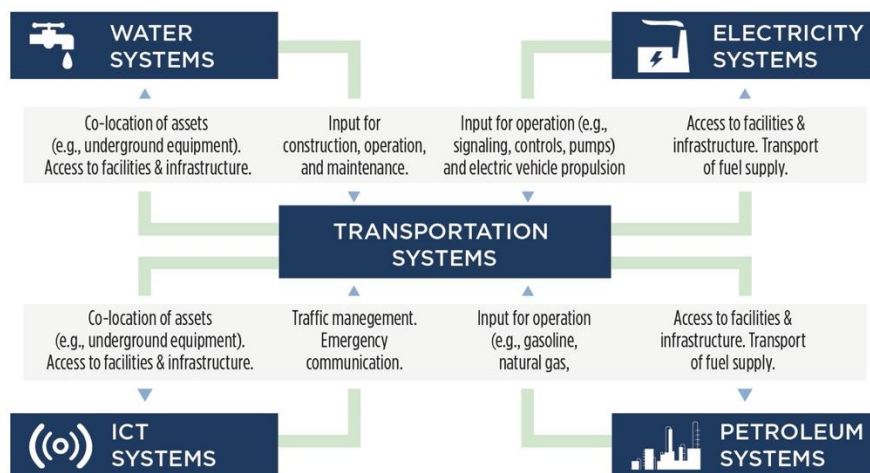 WATER
SYSTEMS
ELECTRICITY
SYSTEMS
Co-location of assets
(e.g., underground equipment).
Access to facilities & infrastructure.
Input for
construction, operation,
and maintenance.
Input for operation (e.g.,
signaling, controls, pumps)
and electric vehicle propulsion
Access to facilities &
infrastructure. Transport
of fuel supply.
TRANSPORTATION
SYSTEMS
Co-location of assets
(e.g., underground equipment).
Access to facilities & infrastructure.
Traffic manegement.
Emergency
communication.
Input for operation
(e.g., gasoline,
natural gas,
Access to facilities &
infrastructure. Transport
of fuel supply.
ICT
SYSTEMS
PETROLEUM
SYSTEMS